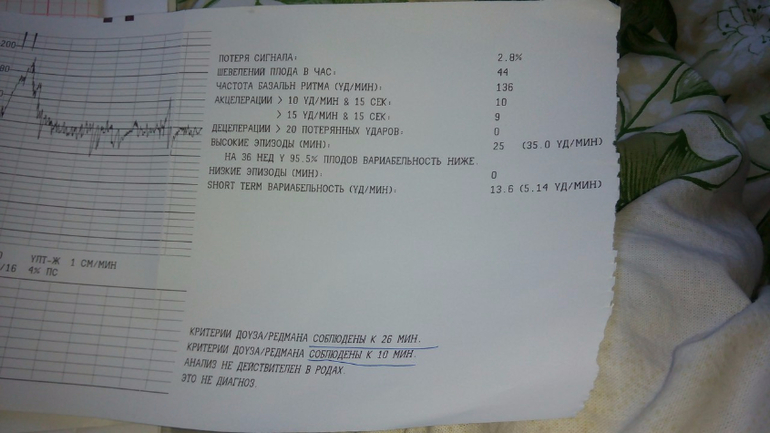 200
ПОТЕРЯ СИГНАЛА: 2.8%
ШЕВЕЛЕНИЙ ПЛОДА В ЧАС: 44
ЧАСТОТА БАЗАЛЬН РИТМА (УД/МИН): 136
АКЦЕЛЕРАЦИИ > 10 УД/МИН & 15 СЕК: 10
> 15 УД/МИН & 15 СЕК: 9
ДЕЦЕЛЕРАЦИИ > 20 ПОТЕРЯННЫХ УДАРОВ: 0
ВЫСОКИЕ ЭПИЗОДЫ (МИН): 25 (35.0 УД/МИН)
НА 36 НЕД У 95.5% ПЛОДОВ ВАРИАБЕЛЬНОСТЬ НИЖЕ.
НИЗКИЕ ЭПИЗОДЫ (МИН): 0
SHORT TERM ВАРИАБЕЛЬНОСТЬ (УД/МИН): 13.6 (5.14 УД/МИН)
УПТ-Ж 1 СМ/МИН
/16 4% ПС
КРИТЕРИИ ДОУЗА/РЕДМАНА СОБЛЮДЕНЫ К 26 МИН.
КРИТЕРИИ ДОУЗА/РЕДМАНА СОБЛЮДЕНЫ К 10 МИН.
АНАЛИЗ НЕ ДЕЙСТВИТЕЛЕН В РОДАХ.
ЭТО НЕ ДИАГНОЗ.